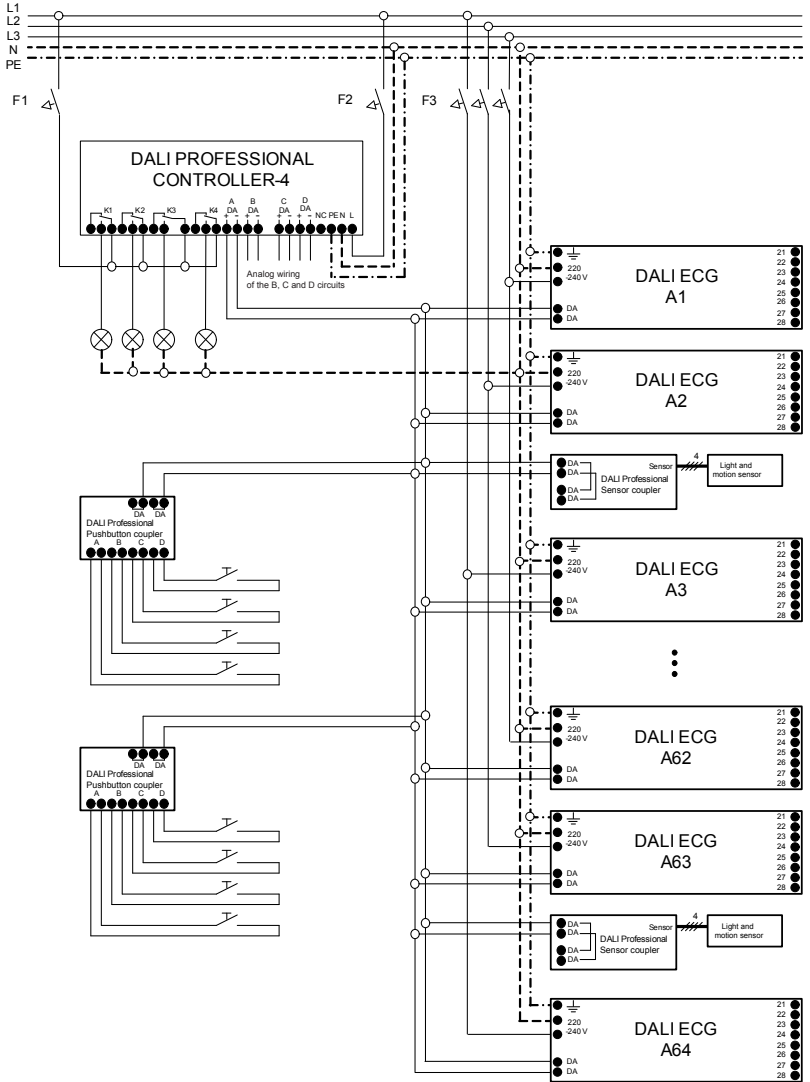 L1
L2
L3
N
PE
F1
F2
F3
DALI PROFESSIONAL
CONTROLLER-4
K1 K2 K3 K4
A B C D
DA DA DA DA
+ - + - + - + -
NC PE N L
Analog wiring
of the B, C and D circuits
220
-240 V
DA
DA
DALI ECG
A1
21
22
23
24
25
26
27
28
220
-240 V
DA
DA
DALI ECG
A2
21
22
23
24
25
26
27
28
DA
DA
DA
DA
Sensor
DALI Professional
Sensor coupler
4
Light and
motion sensor
DA DA
DALI Professional
Pushbutton coupler
A B C D
220
-240 V
DA
DA
DALI ECG
A3
21
22
23
24
25
26
27
28
220
-240 V
DA
DA
DALI ECG
A62
21
22
23
24
25
26
27
28
DA DA
DALI Professional
Pushbutton coupler
A B C D
220
-240 V
DA
DA
DALI ECG
A63
21
22
23
24
25
26
27
28
DA
DA
DA
DA
Sensor
DALI Professional
Sensor coupler
4
Light and
motion sensor
220
-240 V
DA
DA
DALI ECG
A64
21
22
23
24
25
26
27
28